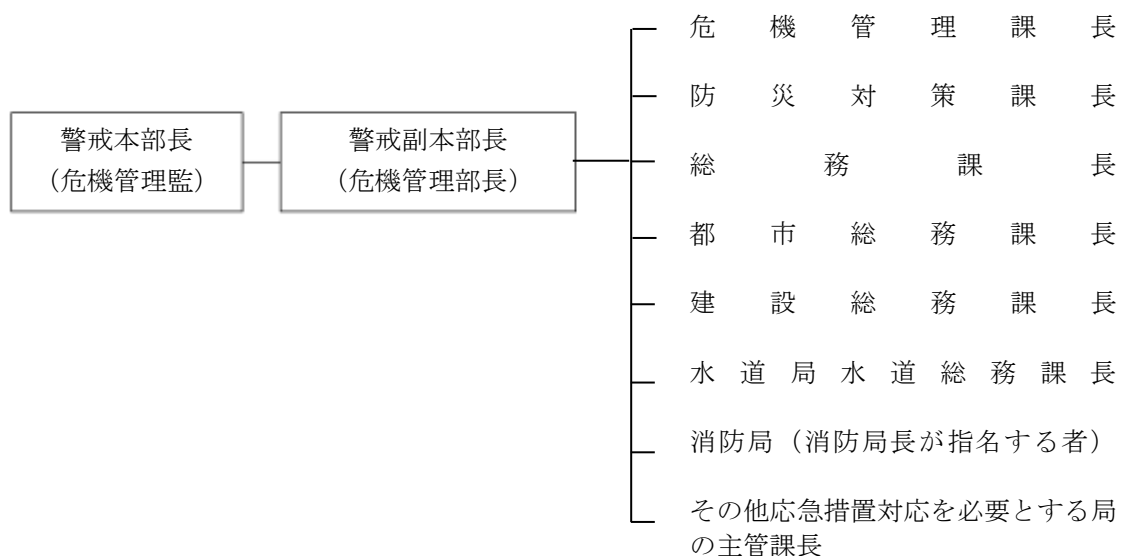 警戒本部長
(危機管理監)
警戒副本部長
(危機管理部長)
危機管理課長
防災対策課長
総務課長
都市総務課長
建設総務課長
水道局水道総務課長
消防局（消防局長が指名する者）
その他応急措置対応を必要とする局
の主管課長